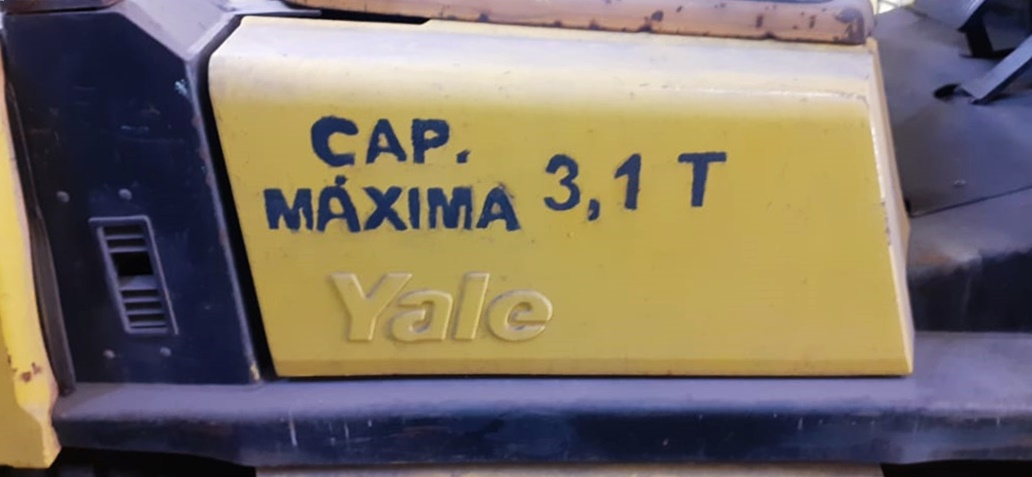 CAP.
MÁXIMA 3,1 T
Yale